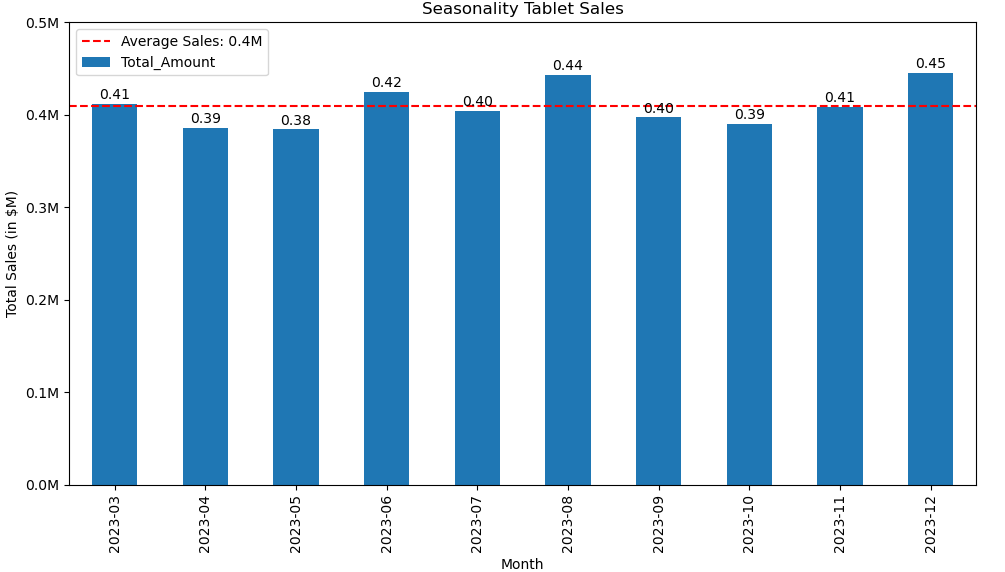 Seasonality Tablet Sales
0.5M
0.4M
0.3M
0.2M
0.1M
0.0M
Total Sales (in $M)
Average Sales: 0.4M
Total_Amount
0.41
0.39
0.38
0.42
0.40
0.44
0.40
0.39
0.41
0.45
2023-03
2023-04
2023-05
2023-06
2023-07
2023-08
2023-09
2023-10
2023-11
2023-12
Month